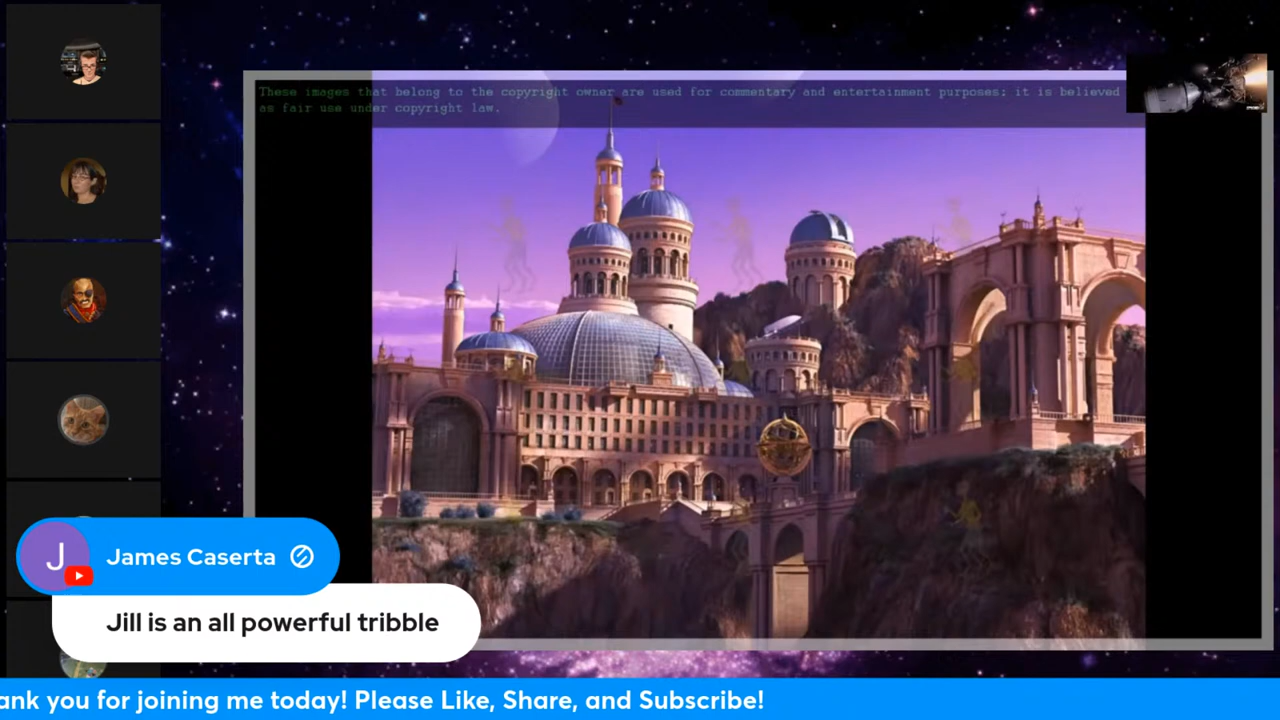 These images that belong to the copyright owner are used for commentary and entertainment purposes; it is believed
as fair use under copyright law.
J
James Caserta
Jill is an all powerful tribble
ank you for joining me today! Please Like, Share, and Subscribe!